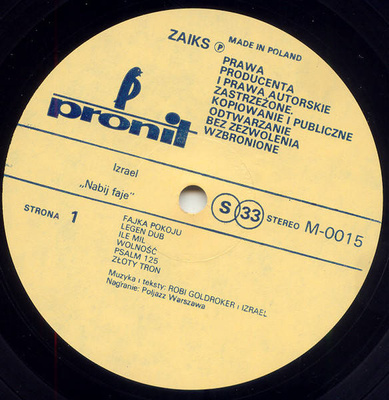 ZAIKS Ⓟ MADE IN POLAND
PRAWA
PRODUCENTA
I PRAWA AUTORSKIE
ZASTRZEŻONE.
KOPIOWANIE I PUBLICZNE
ODTWARZANIE
BEZ ZEZWOLENIA
WZBRONIONE
pronit
Izrael
„Nabij faje"
STRONA 1
S 33 STEREO M-0015
FAJKA POKOJU
LEGEN DUB
ILE MIL
WOLNOŚĆ
PSALM 125
ZŁOTY TRON
Muzyka i teksty: ROBI GOLDROKER i IZRAEL
Nagranie: Poljazz Warszawa